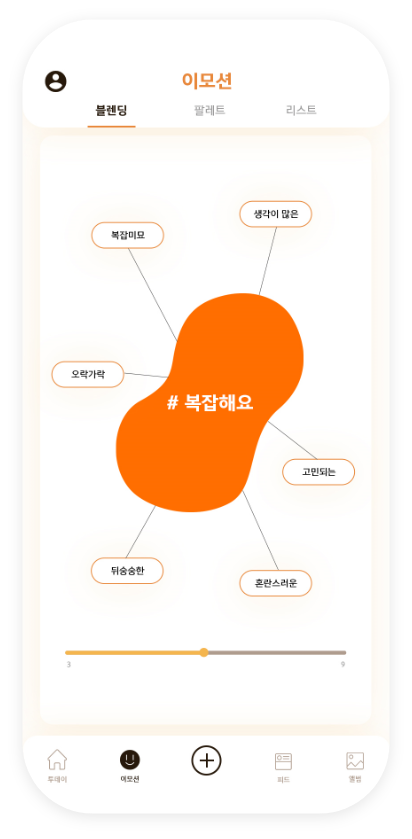 이모션
블렌딩 팔레트 리스트
생각이 많은
복잡미묘
오락가락
# 복잡해요
고민되는
뒤숭숭한
혼란스러운
3 9
투데이 이모션 피드 앨범